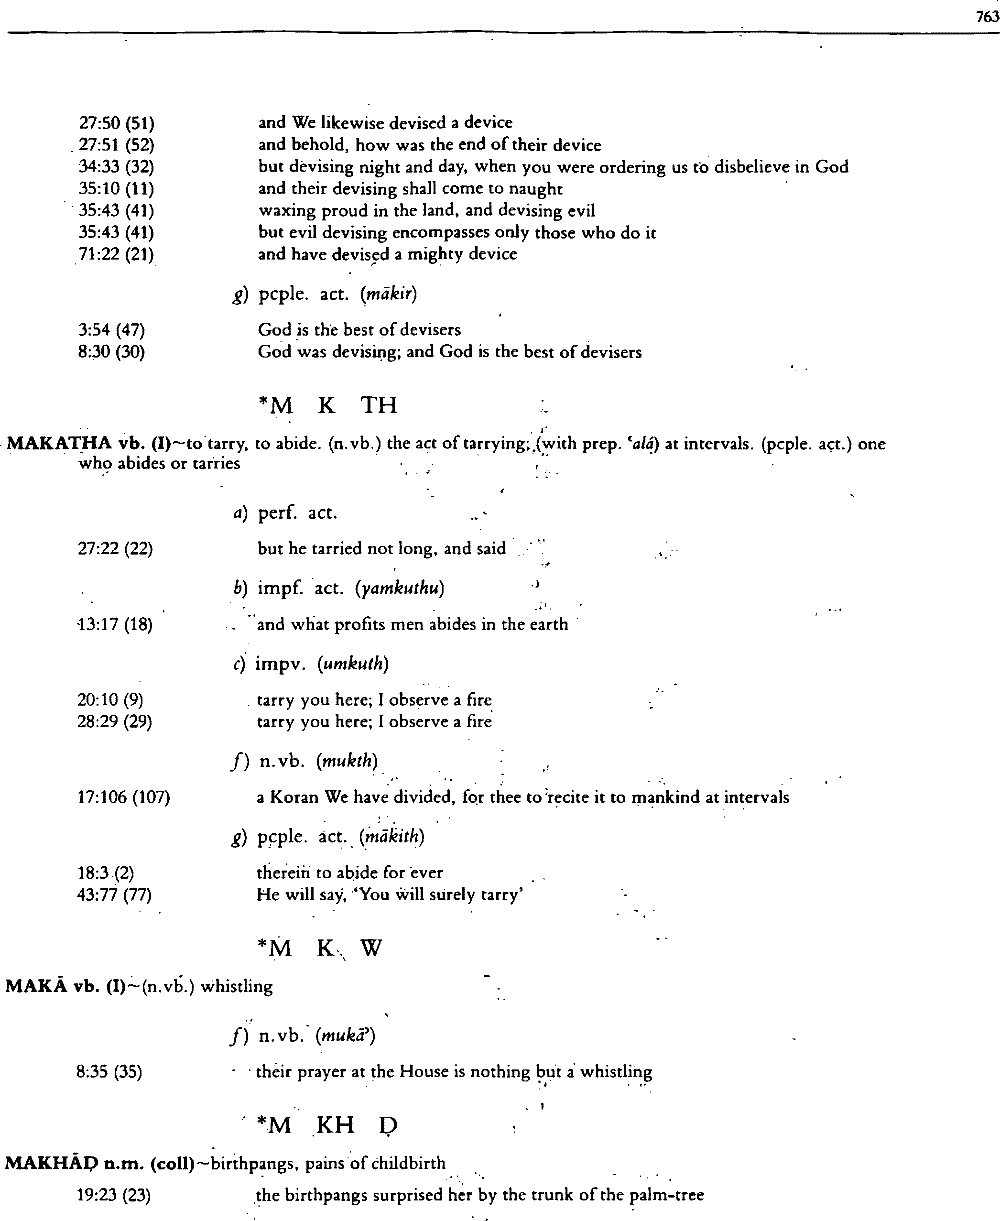 763
27:50 (51) and We likewise devised a device
27:51 (52) and behold, how was the end of their device
34:33 (32) but devising night and day, when you were ordering us to disbelieve in God
35:10 (11) and their devising shall come to naught
35:43 (41) waxing proud in the land, and devising evil
35:43 (41) but evil devising encompasses only those who do it
71:22 (21) and have devised a mighty device
g) pcple. act. (mākir)
3:54 (47) God is the best of devisers
8:30 (30) God was devising; and God is the best of devisers
*M K TH
MAKATHA vb. (I)~to tarry, to abide. (n.vb.) the act of tarrying; (with prep. ʿalá) at intervals. (pcple. act.) one
who abides or tarries
a) perf. act.
27:22 (22) but he tarried not long, and said
b) impf. act. (yamkuthu)
13:17 (18) and what profits men abides in the earth
c) impv. (umkuth)
20:10 (9) tarry you here; I observe a fire
28:29 (29) tarry you here; I observe a fire
f) n.vb. (mukth)
17:106 (107) a Koran We have divided, for thee to recite it to mankind at intervals
g) pcple. act. (mākith)
18:3 (2) therein to abide for ever
43:77 (77) He will say, 'You will surely tarry'
*M K W
MAKĀ vb. (I)~(n.vb.) whistling
f) n.vb. (mukāʾ)
8:35 (35) their prayer at the House is nothing but a whistling
*M KH Ḍ
MAKHĀḌ n.m. (coll)~birthpangs, pains of childbirth
19:23 (23) the birthpangs surprised her by the trunk of the palm-tree